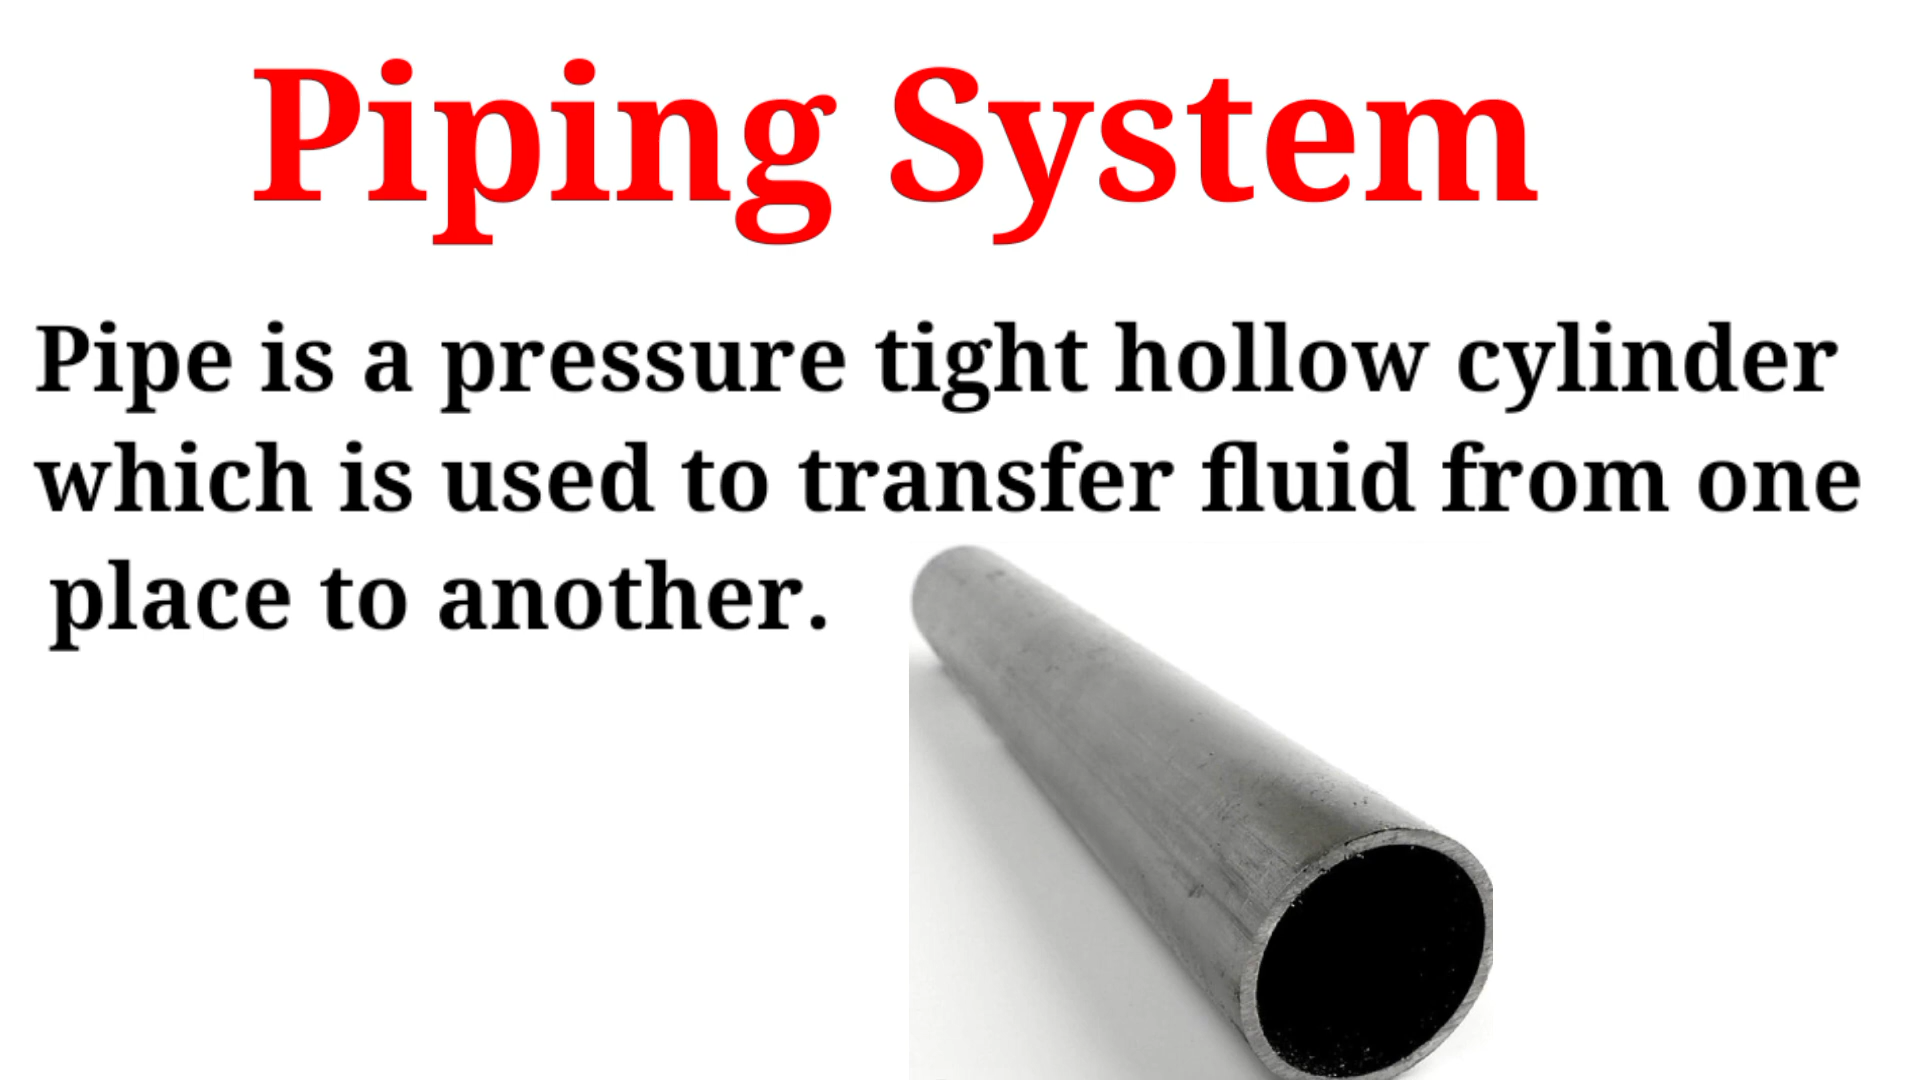 Piping System
Pipe is a pressure tight hollow cylinder
which is used to transfer fluid from one
place to another.